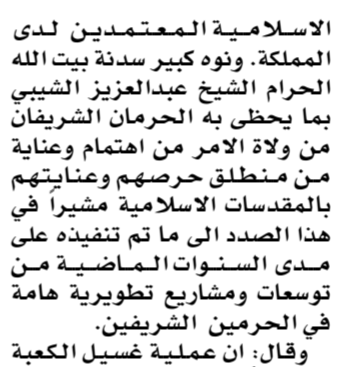 الاسلامية المعتمدين لدى
المملكة. ونوه كبير سدنة بيت الله
الحرام الشيخ عبدالعزيز الشيبي
بما يحظى به الحرمان الشريفان
من ولاة الامر من اهتمام وعناية
من منطلق حرصهم وعنايتهم
بالمقدسات الاسلامية مشيراً في
هذا الصدد الى ما تم تنفيذه على
مدى السنوات الماضية من
توسعات ومشاريع تطويرية هامة
في الحرمين الشريفين.
وقال: ان عملية غسيل الكعبة